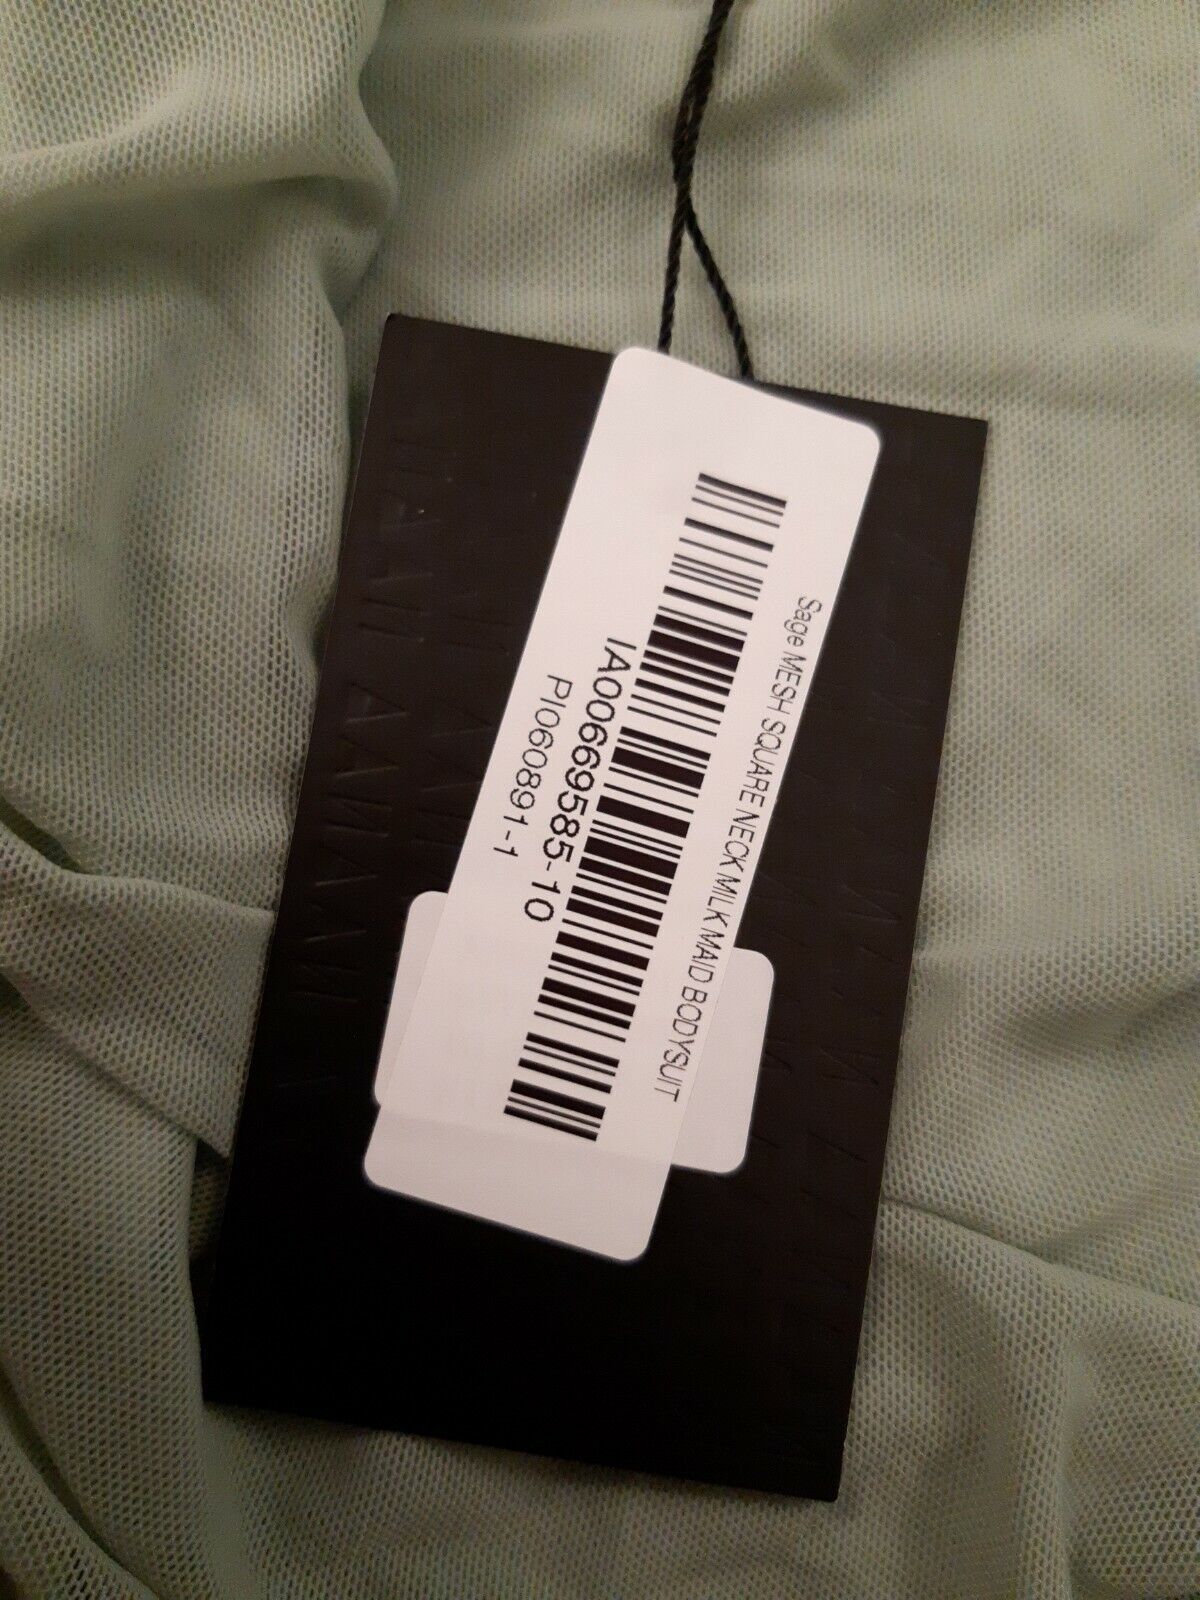 Sage MESH SQUARE NECK MILK MAID BODYSUIT
IA00669585-10
PI060891-1